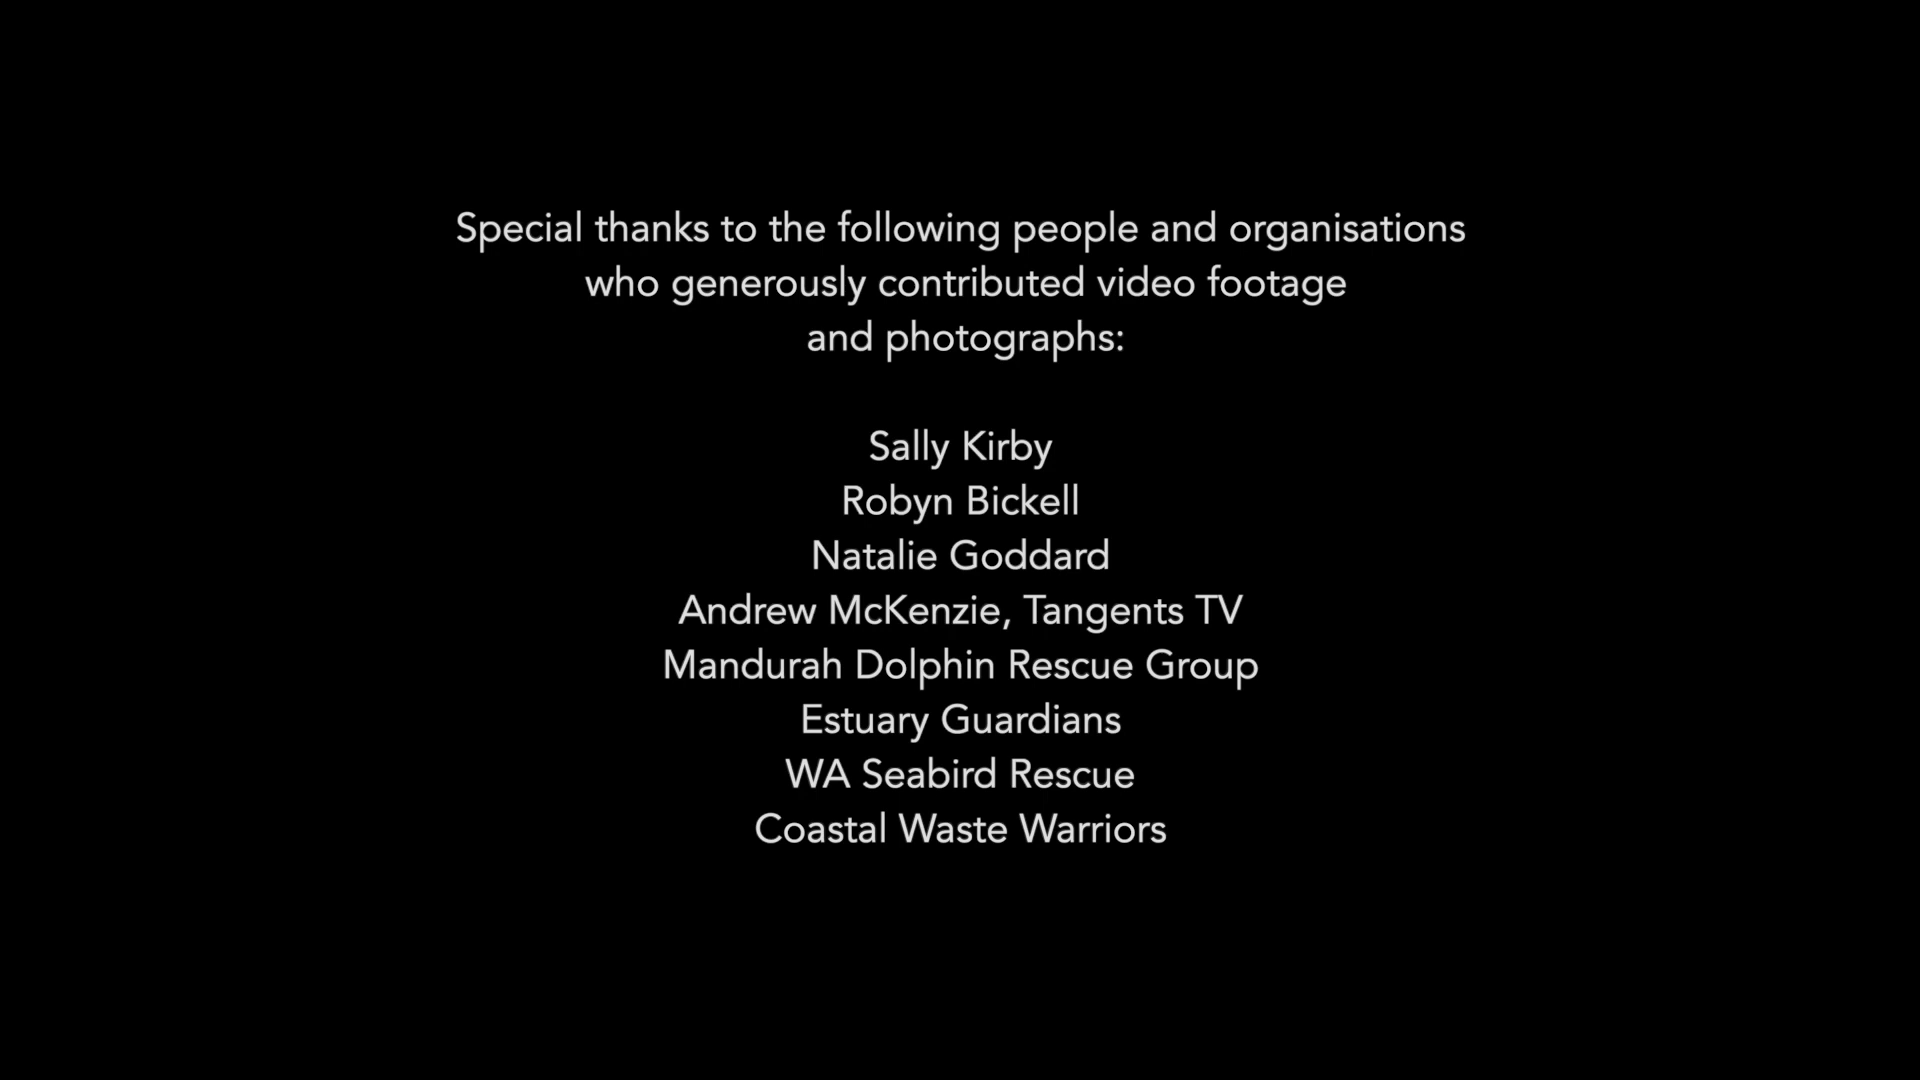 Special thanks to the following people and organisations
who generously contributed video footage
and photographs:
Sally Kirby
Robyn Bickell
Natalie Goddard
Andrew McKenzie, Tangents TV
Mandurah Dolphin Rescue Group
Estuary Guardians
WA Seabird Rescue
Coastal Waste Warriors